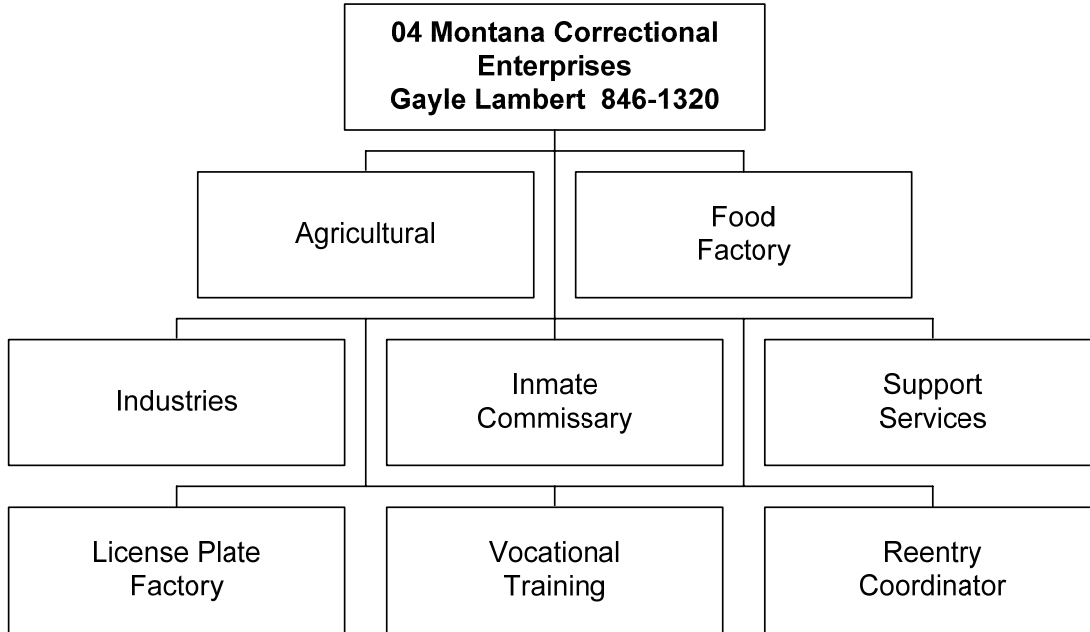 04 Montana Correctional
Enterprises
Gayle Lambert 846-1320
Agricultural
Food
Factory
Industries
Inmate
Commissary
Support
Services
License Plate
Factory
Vocational
Training
Reentry
Coordinator